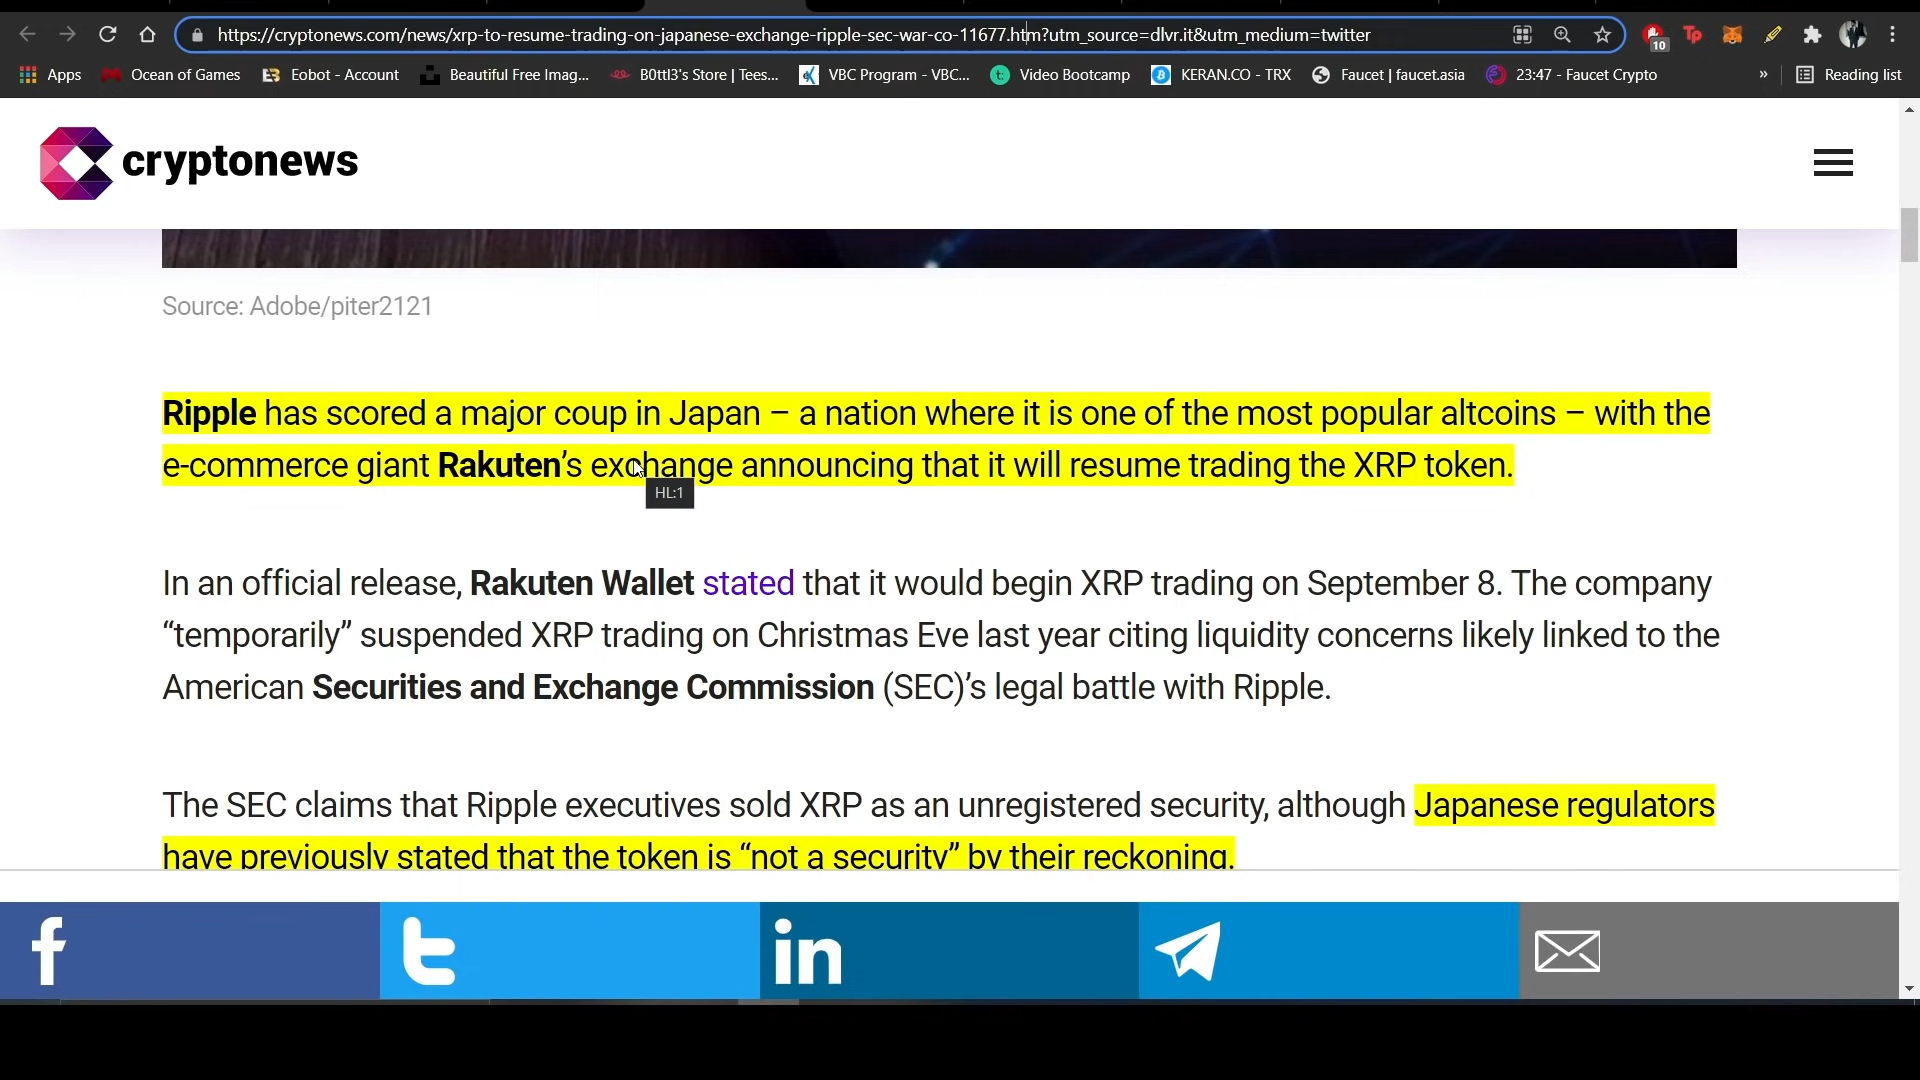 https://cryptonews.com/news/xrp-to-resume-trading-on-japanese-exchange-ripple-sec-war-co-11677.htm?utm_source=dlvr.it&utm_medium=twitter
10
Tp
Apps
Ocean of Games
Eobot - Account
Beautiful Free Imag...
B0ttl3's Store | Tees...
VBC Program - VBC...
Video Bootcamp
KERAN.CO - TRX
Faucet | faucet.asia
23:47 - Faucet Crypto
»
Reading list
cryptonews
Source: Adobe/piter2121
Ripple has scored a major coup in Japan – a nation where it is one of the most popular altcoins – with the
e-commerce giant Rakuten’s exchange announcing that it will resume trading the XRP token.
HL:1
In an official release, Rakuten Wallet stated that it would begin XRP trading on September 8. The company
“temporarily” suspended XRP trading on Christmas Eve last year citing liquidity concerns likely linked to the
American Securities and Exchange Commission (SEC)’s legal battle with Ripple.
The SEC claims that Ripple executives sold XRP as an unregistered security, although Japanese regulators
have previously stated that the token is “not a security” by their reckoning.